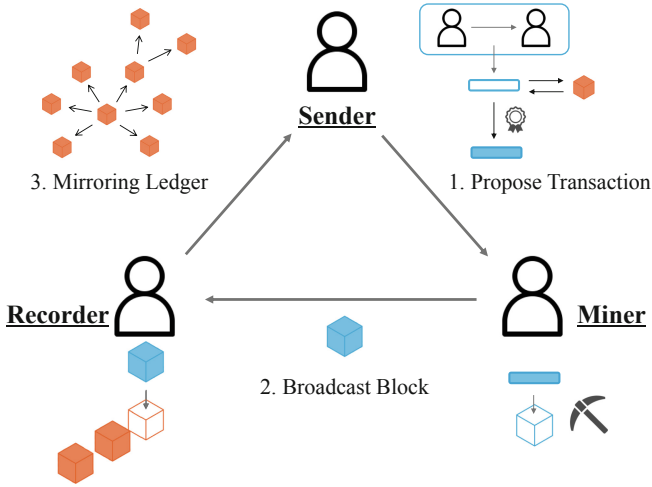 Sender
3. Mirroring Ledger
1. Propose Transaction
Recorder
Miner
2. Broadcast Block